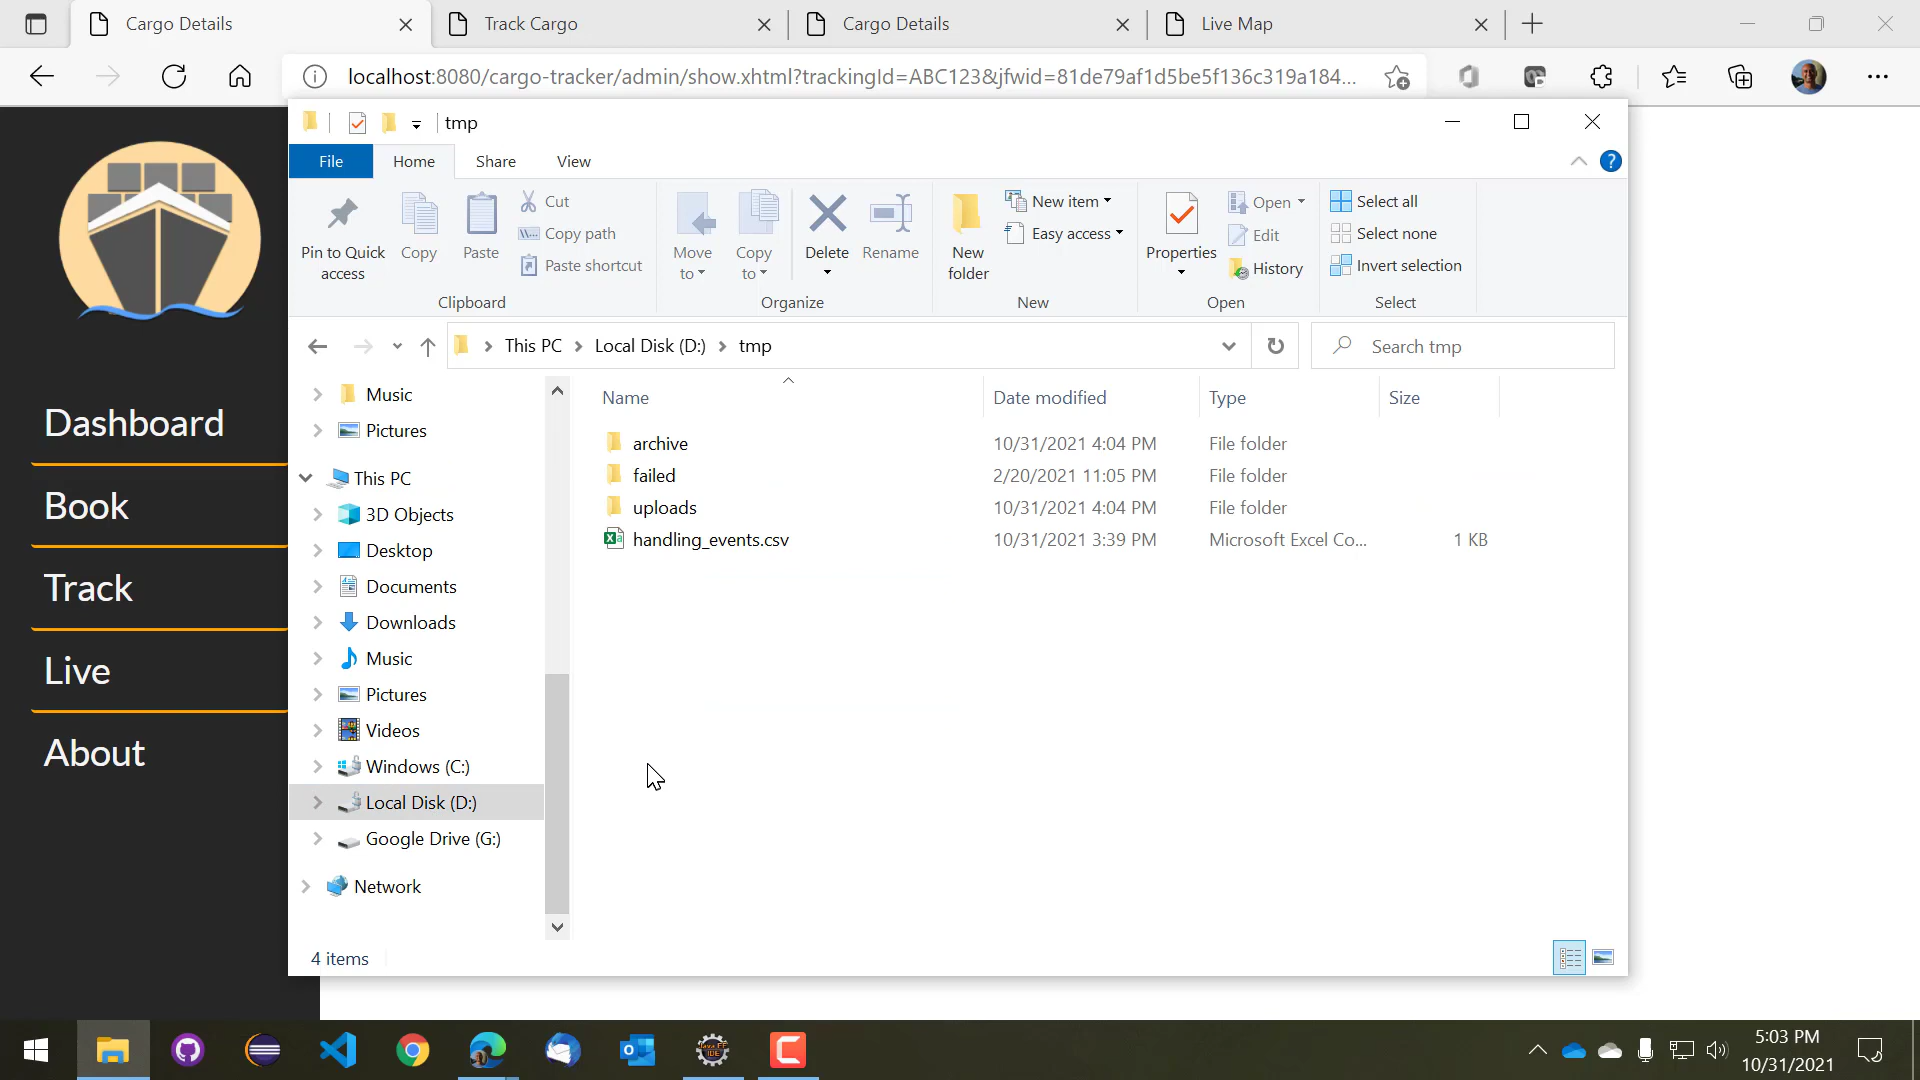 Cargo Details
Track Cargo
Cargo Details
Live Map
localhost:8080/cargo-tracker/admin/show.xhtml?trackingId=ABC123&jfwid=81de79af1d5be5f136c319a184...
tmp
File
Home
Share
View
Pin to Quick
access
Copy
Paste
Cut
Copy path
Paste shortcut
Clipboard
Move
to
Copy
to
Delete
Rename
Organize
New
folder
New item
Easy access
New
Properties
Open
Edit
History
Open
Select all
Select none
Invert selection
Select
This PC
Local Disk (D:)
tmp
Search tmp
Dashboard
Book
Track
Live
About
Music
Pictures
This PC
3D Objects
Desktop
Documents
Downloads
Music
Pictures
Videos
Windows (C:)
Local Disk (D:)
Google Drive (G:)
Network
Name
Date modified
Type
Size
archive
10/31/2021 4:04 PM
File folder
failed
2/20/2021 11:05 PM
File folder
uploads
10/31/2021 4:04 PM
File folder
handling_events.csv
10/31/2021 3:39 PM
Microsoft Excel Co...
1 KB
4 items
5:03 PM
10/31/2021